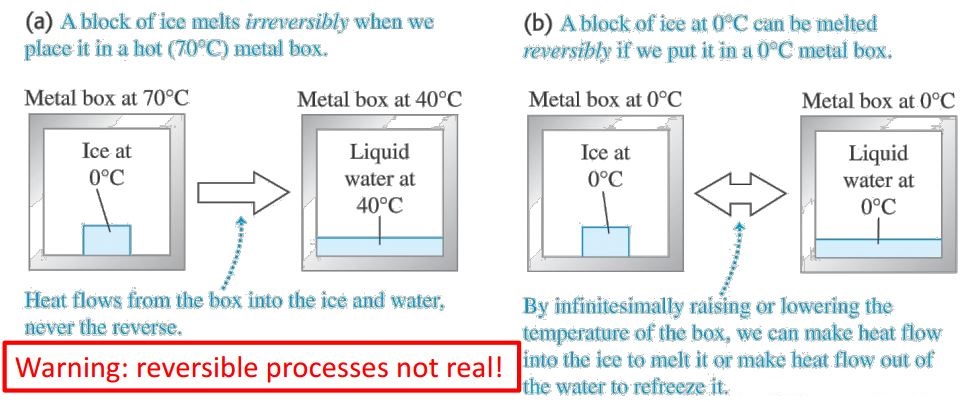 (a) A block of ice melts irreversibly when we
place it in a hot (70°C) metal box.
Metal box at 70°C
Metal box at 40°C
Ice at
0°C
Liquid
water at
40°C
Heat flows from the box into the ice and water,
never the reverse.
Warning: reversible processes not real!
(b) A block of ice at 0°C can be melted
reversibly if we put it in a 0°C metal box.
Metal box at 0°C
Metal box at 0°C
Ice at
0°C
Liquid
water at
0°C
By infinitesimally raising or lowering the
temperature of the box, we can make heat flow
into the ice to melt it or make heat flow out of
the water to refreeze it.